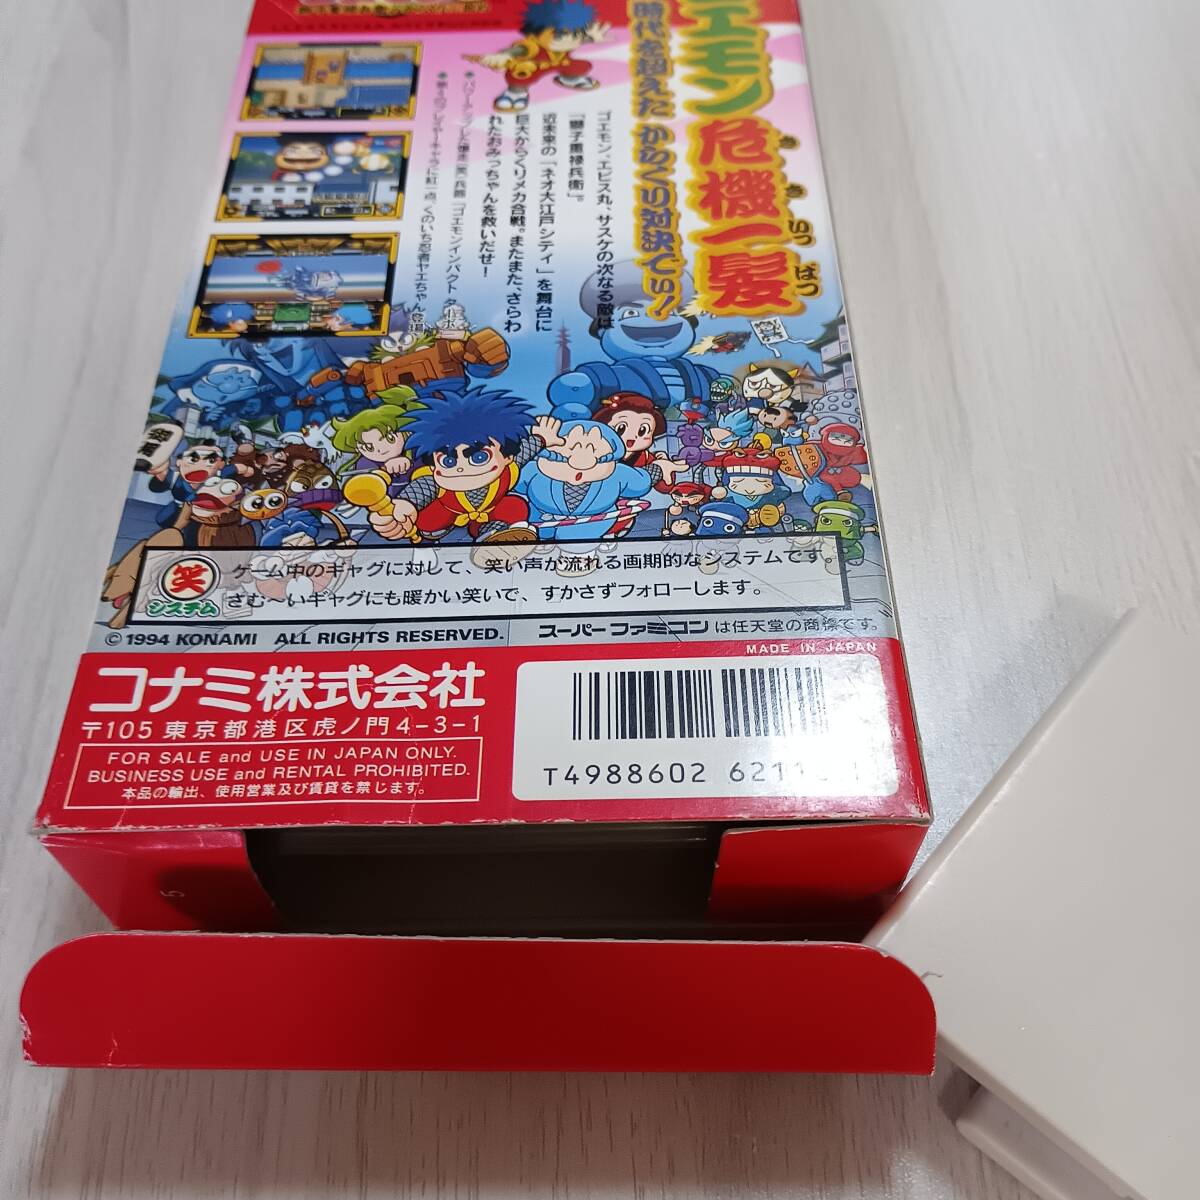 エモン危機一髪
ききいっぱつ
時代を超えた からくり対決でぃ!
ゴエモン、エビス丸、サスケの次なる敵は
「獅子重禄兵衛」。
近未来の「ネオ大江戸シティ」を舞台に
巨大からくりメカ合戦。またまた、さらわ
れたおみっちゃんを救いだせ!
登場
笑
システム
ゲーム中のギャグに対して、笑い声が流れる画期的なシステムです。
さむ〜いギャグにも暖かい笑いで、すかさずフォローします。
©1994 KONAMI ALL RIGHTS RESERVED.
スーパーファミコンは任天堂の商標です。
MADE IN JAPAN
コナミ株式会社
〒105 東京都港区虎ノ門4-3-1
FOR SALE and USE IN JAPAN ONLY.
BUSINESS USE and RENTAL PROHIBITED.
本品の輸出、使用営業及び賃貸を禁じます。
T4988602
5